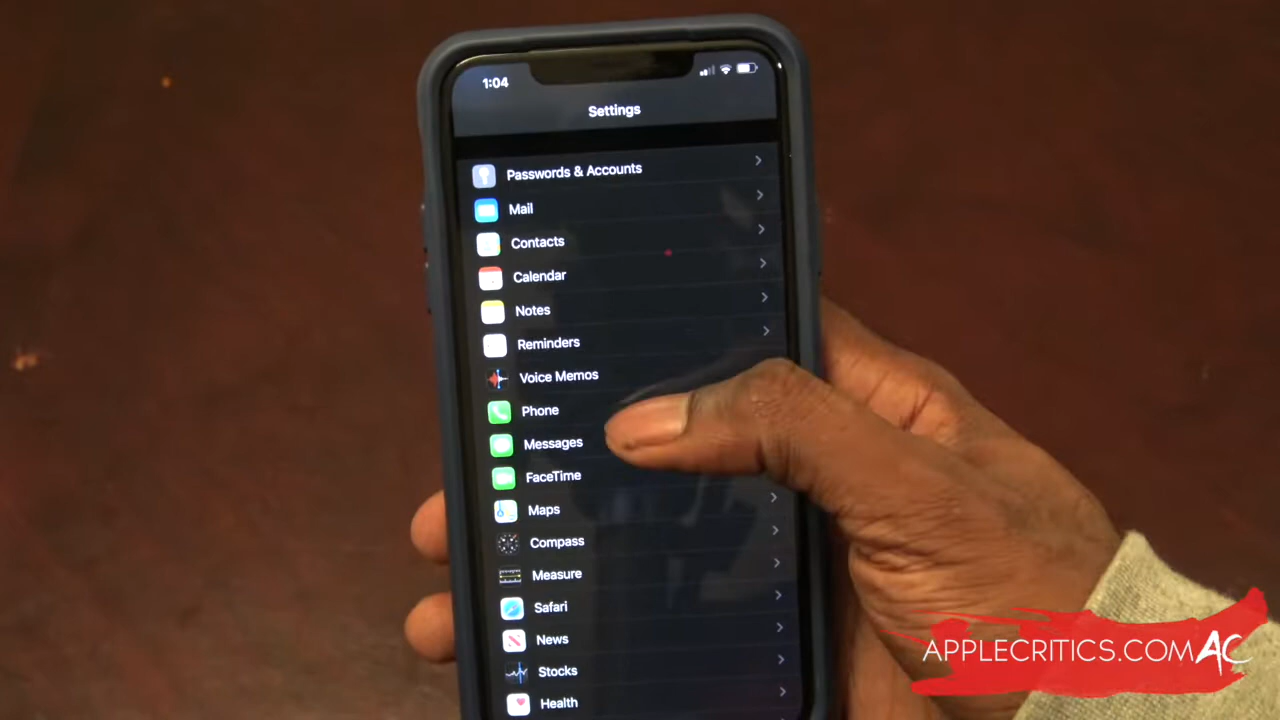 1:04
Settings
Passwords & Accounts
Mail
Contacts
Calendar
Notes
Reminders
Voice Memos
Phone
Messages
FaceTime
Maps
Compass
Measure
Safari
News
Stocks
Health
APPLECRITICS.COM AC